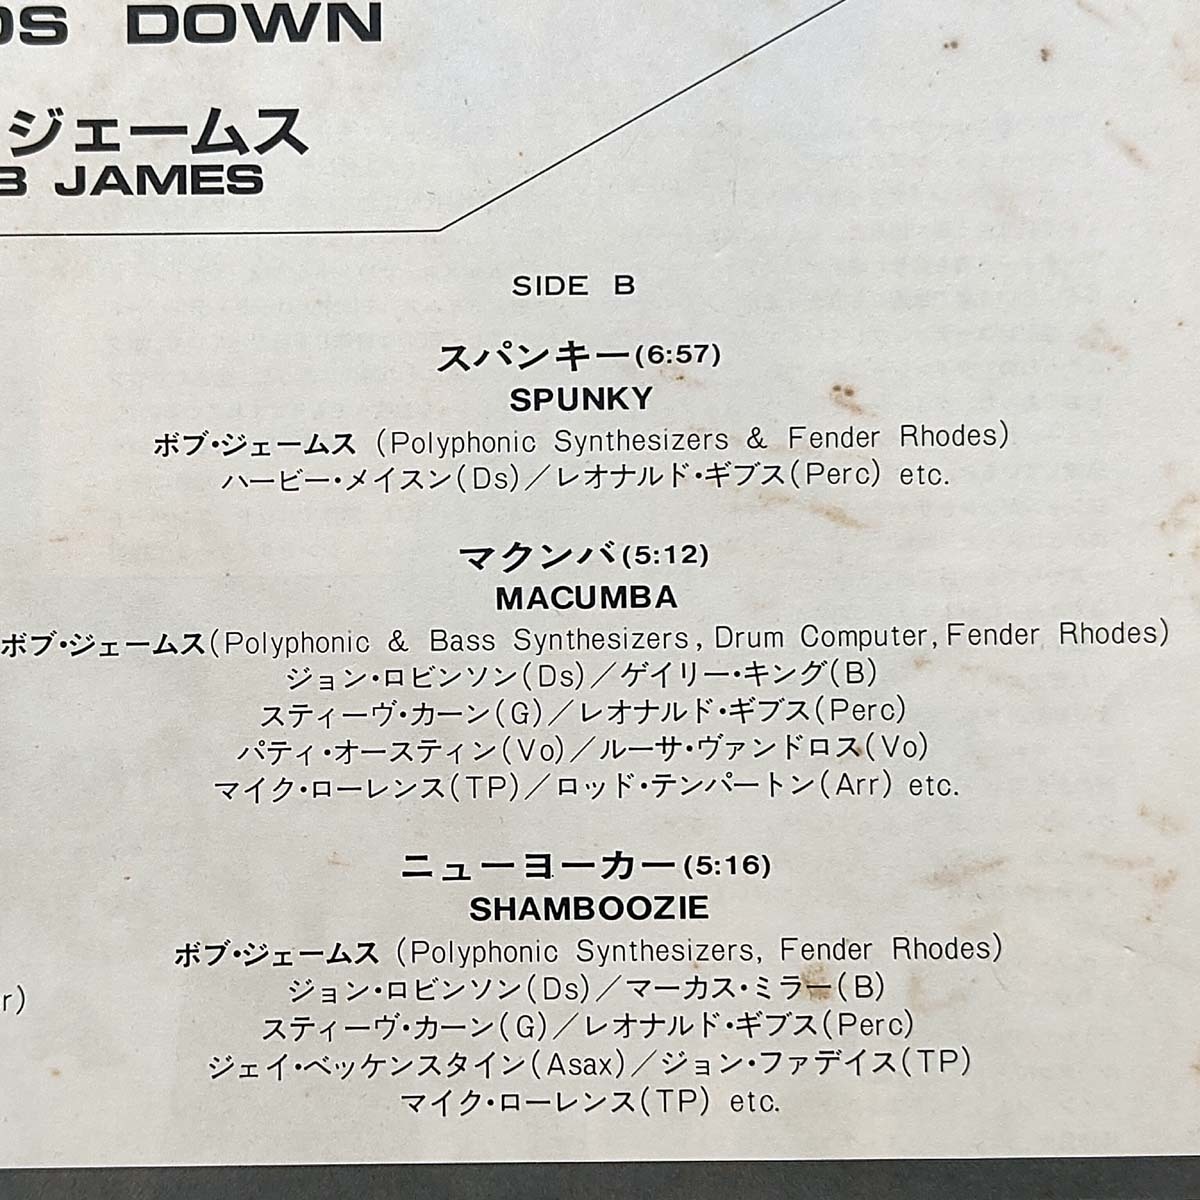 DS DOWN
ジェームス
B JAMES
SIDE B
スパンキー(6:57)
SPUNKY
ボブ・ジェームス (Polyphonic Synthesizers & Fender Rhodes)
ハービー・メイスン(Ds)／レオナルド・ギブス(Perc) etc.
マクンバ(5:12)
MACUMBA
ボブ・ジェームス(Polyphonic & Bass Synthesizers, Drum Computer, Fender Rhodes)
ジョン・ロビンソン(Ds)／ゲイリー・キング(B)
スティーヴ・カーン(G)／レオナルド・ギブス(Perc)
パティ・オースティン(Vo)／ルーサ・ヴァンドロス(Vo)
マイク・ローレンス(TP)／ロッド・テンパートン(Arr) etc.
ニューヨーカー(5:16)
SHAMBOOZIE
ボブ・ジェームス (Polyphonic Synthesizers, Fender Rhodes)
r)
ジョン・ロビンソン(Ds)／マーカス・ミラー(B)
スティーヴ・カーン(G)／レオナルド・ギブス(Perc)
ジェイ・ベッケンスタイン(Asax)／ジョン・ファデイス(TP)
マイク・ローレンス(TP) etc.